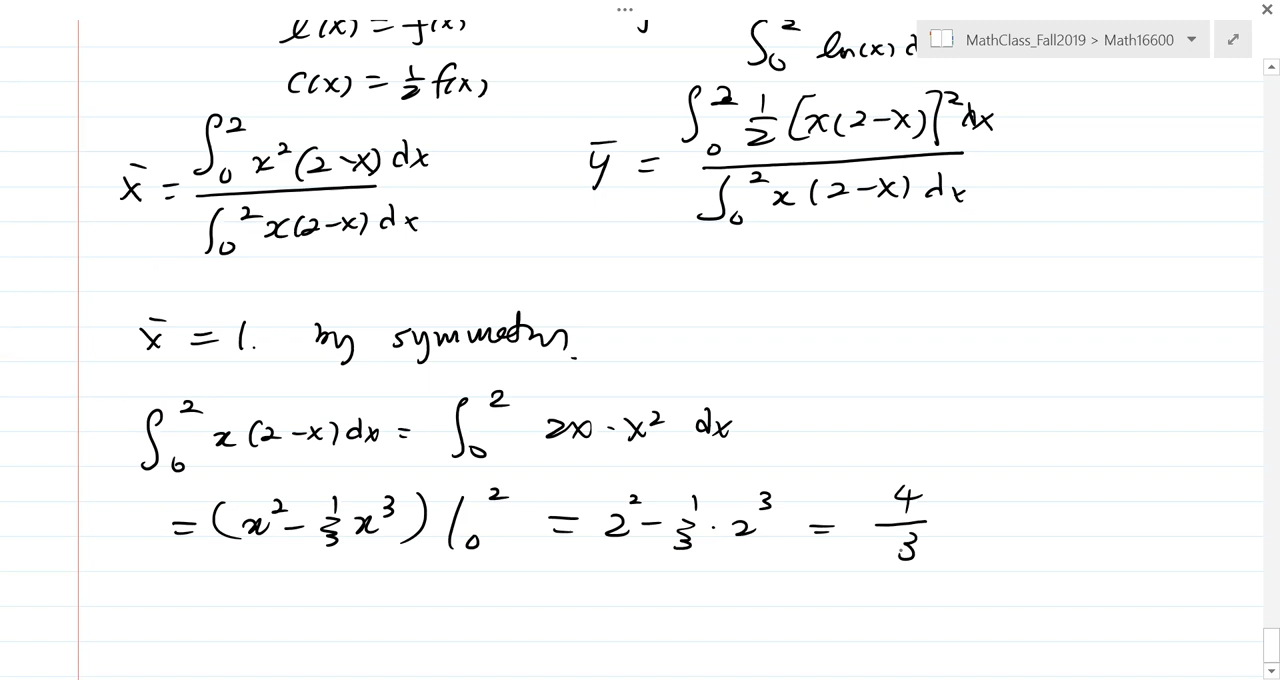 l(x) = f(x)
∫₀² ln(x) d
MathClass_Fall2019 > Math16600
C(x) = ½ f(x)
x̄ = ∫₀² x²(2-x) dx / ∫₀² x(2-x) dx
ȳ = ∫₀² ½ [x(2-x)]² dx / ∫₀² x(2-x) dx
x̄ = 1. by symmetry.
∫₀² x(2-x) dx = ∫₀² 2x - x² dx
= (x² - ⅓ x³) |₀² = 2² - ⅓ · 2³ = 4/3